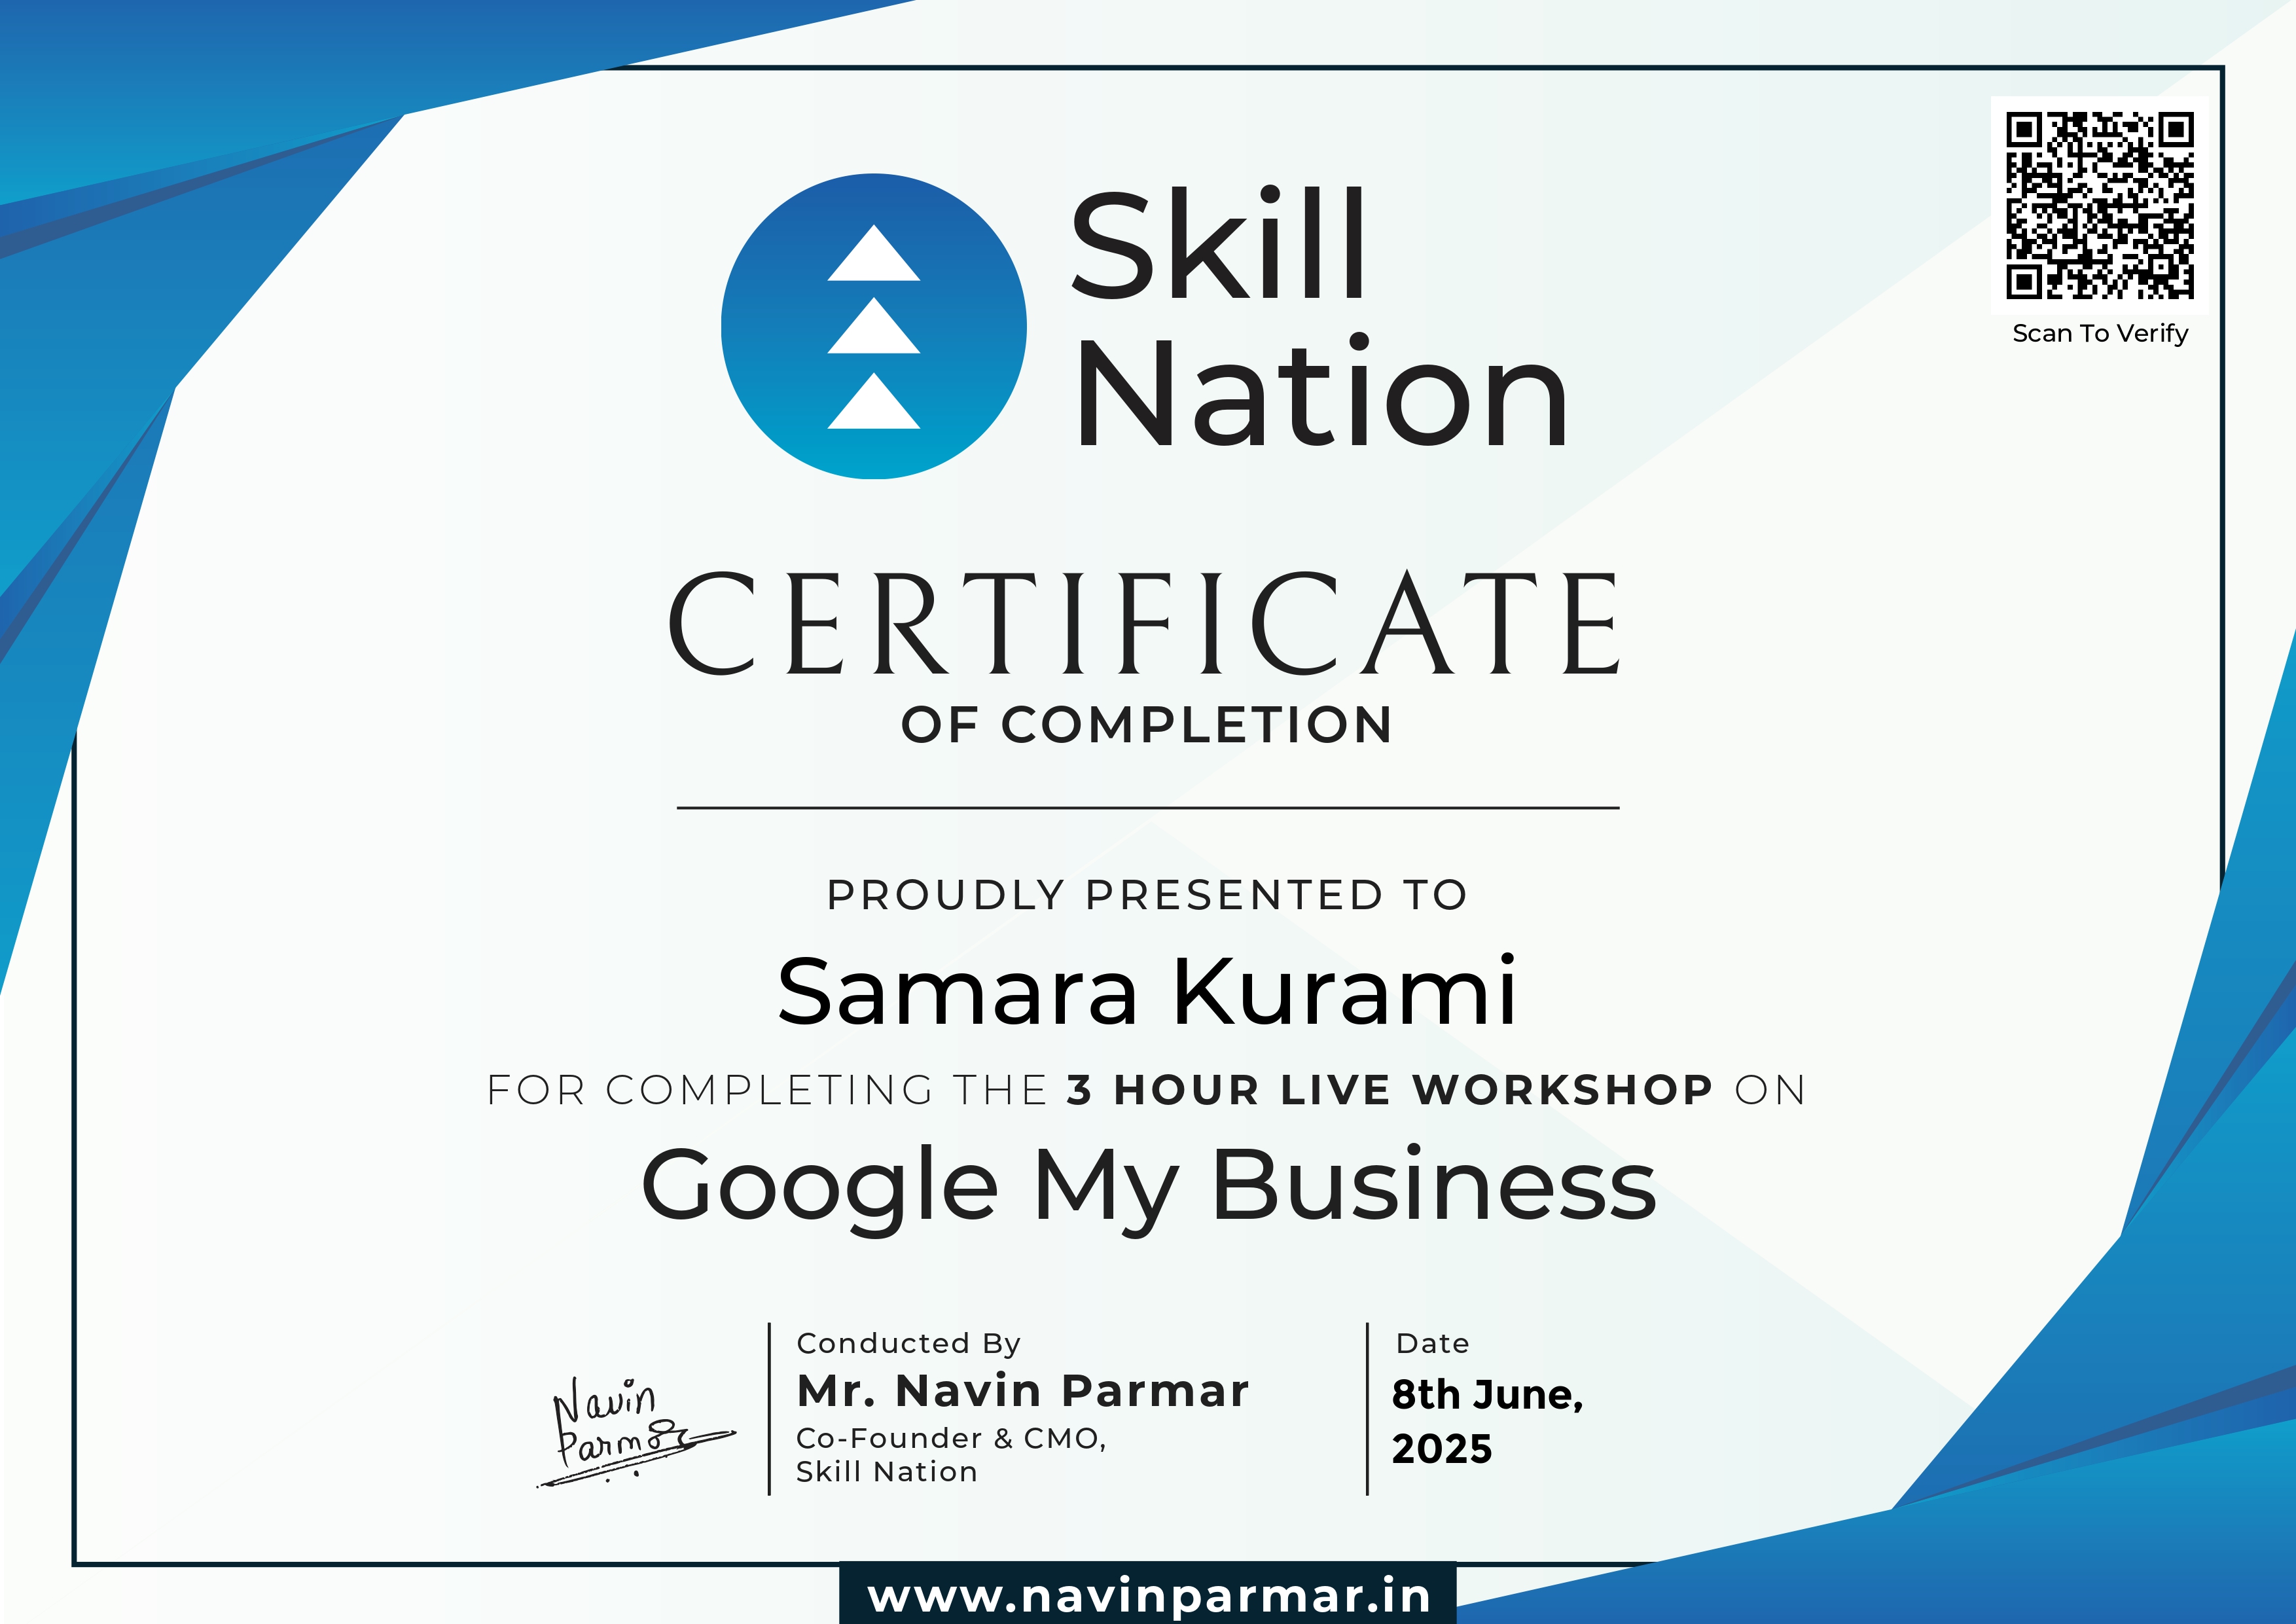 Skill
Nation
Scan To Verify
CERTIFICATE
OF COMPLETION
PROUDLY PRESENTED TO
Samara Kurami
FOR COMPLETING THE 3 HOUR LIVE WORKSHOP ON
Google My Business
Navin
Parmar
Conducted By
Mr. Navin Parmar
Co-Founder & CMO,
Skill Nation
Date
8th June,
2025
www.navinparmar.in